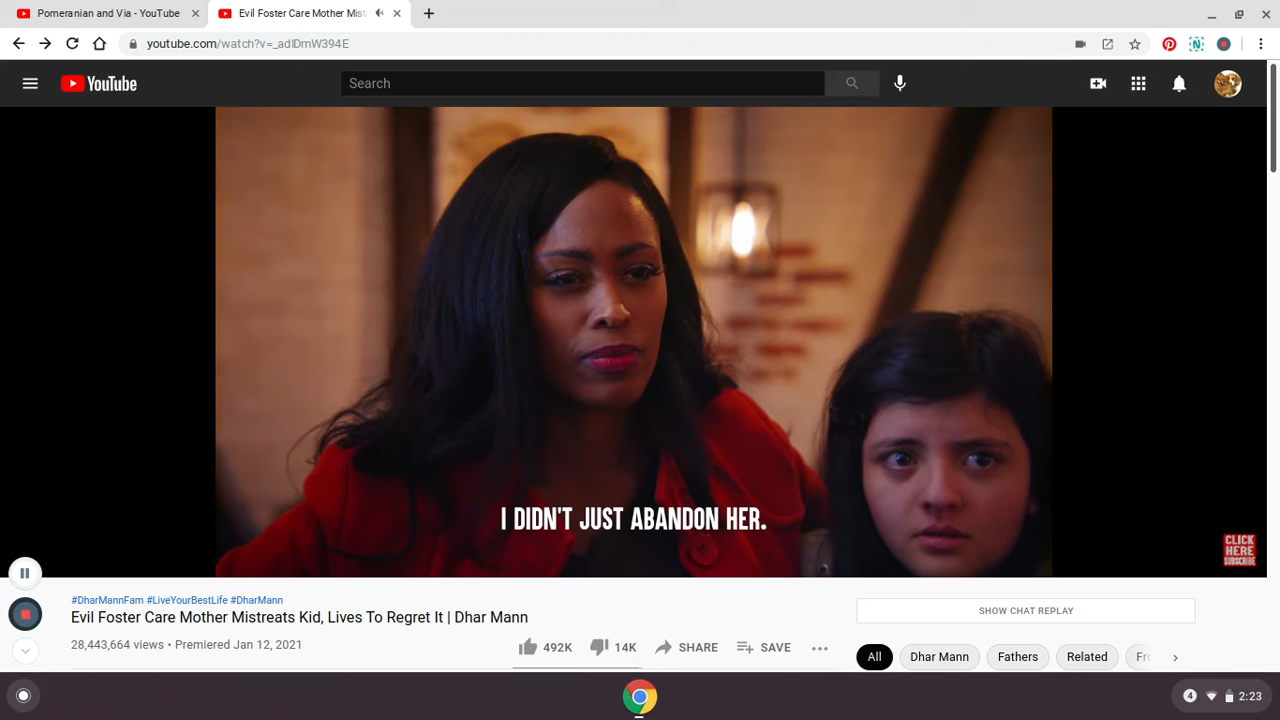 Pomeranian and Via - YouTube
Evil Foster Care Mother Mist
youtube.com/watch?v=_adIDmW394E
YouTube
Search
I DIDN'T JUST ABANDON HER.
CLICK
HERE
SUBSCRIBE
#DharMannFam #LiveYourBestLife #DharMann
Evil Foster Care Mother Mistreats Kid, Lives To Regret It | Dhar Mann
28,443,664 views • Premiered Jan 12, 2021
492K 14K SHARE SAVE
SHOW CHAT REPLAY
All Dhar Mann Fathers Related Fro
4 2:23